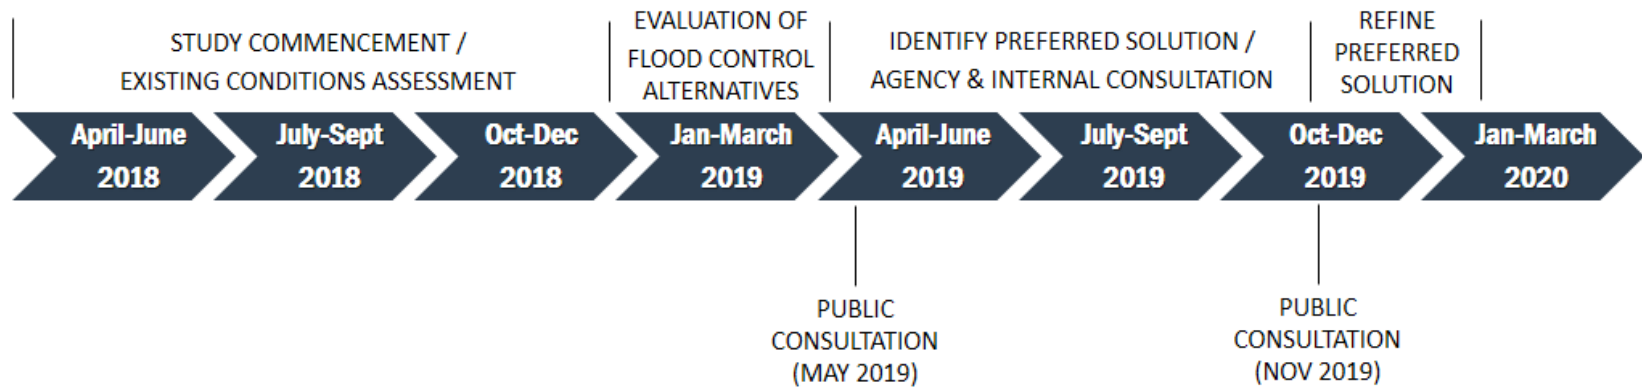 STUDY COMMENCEMENT /
EXISTING CONDITIONS ASSESSMENT
EVALUATION OF
FLOOD CONTROL
ALTERNATIVES
IDENTIFY PREFERRED SOLUTION /
AGENCY & INTERNAL CONSULTATION
REFINE
PREFERRED
SOLUTION
April-June
2018
July-Sept
2018
Oct-Dec
2018
Jan-March
2019
April-June
2019
July-Sept
2019
Oct-Dec
2019
Jan-March
2020
PUBLIC
CONSULTATION
(MAY 2019)
PUBLIC
CONSULTATION
(NOV 2019)